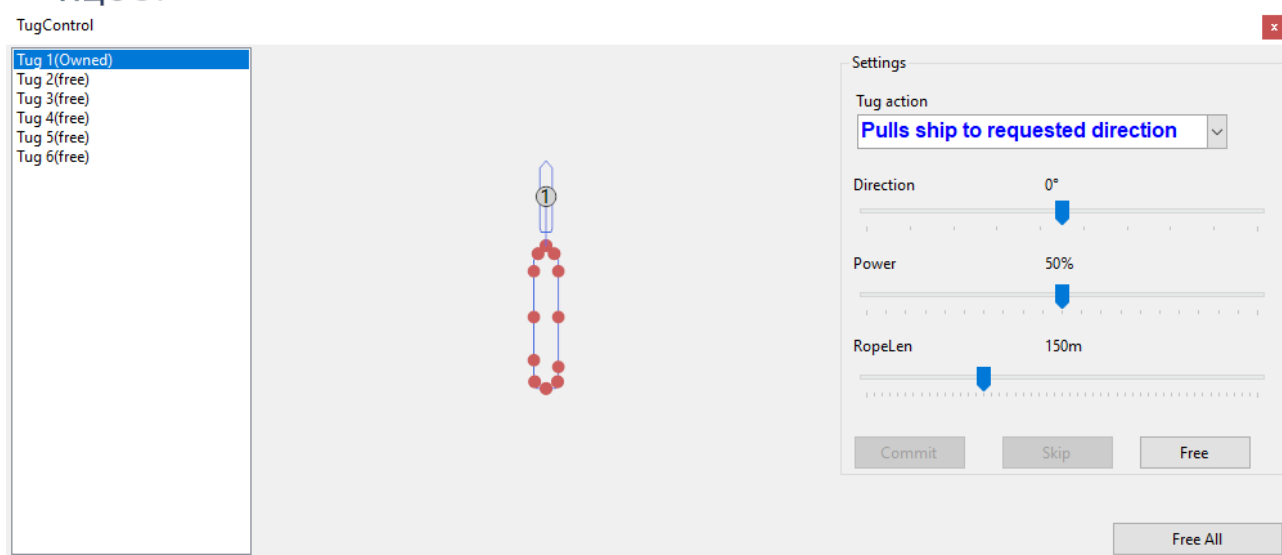 TugControl
x
Tug 1(Owned)
Tug 2(free)
Tug 3(free)
Tug 4(free)
Tug 5(free)
Tug 6(free)
1
Settings
Tug action
Pulls ship to requested direction
Direction 0°
Power 50%
RopeLen 150m
Commit Skip Free
Free All